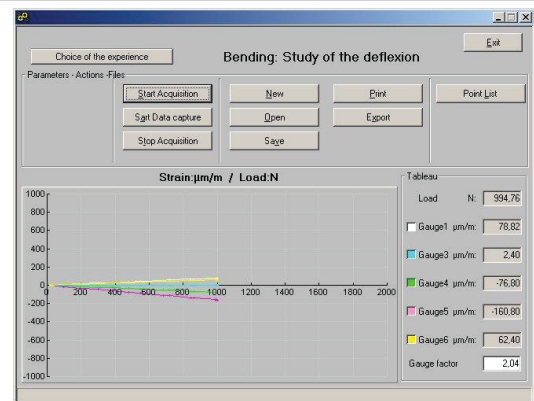 Exit
Choice of the experience
Bending: Study of the deflexion
Parameters - Actions -Files
Start Acquisition
New
Print
Point List
Sart Data capture
Open
Export
Stop Acquisition
Save
Strain:µm/m / Load:N
Tableau
1000
800
600
400
200
0 200 400 600 800 1000 1200 1400 1600 1800 2000
-200
-400
-600
-800
-1000
Load N: 994,76
Gauge1 µm/m: 78,82
Gauge3 µm/m: 2,40
Gauge4 µm/m: -76,80
Gauge5 µm/m: -160,80
Gauge6 µm/m: 62,40
Gauge factor 2,04